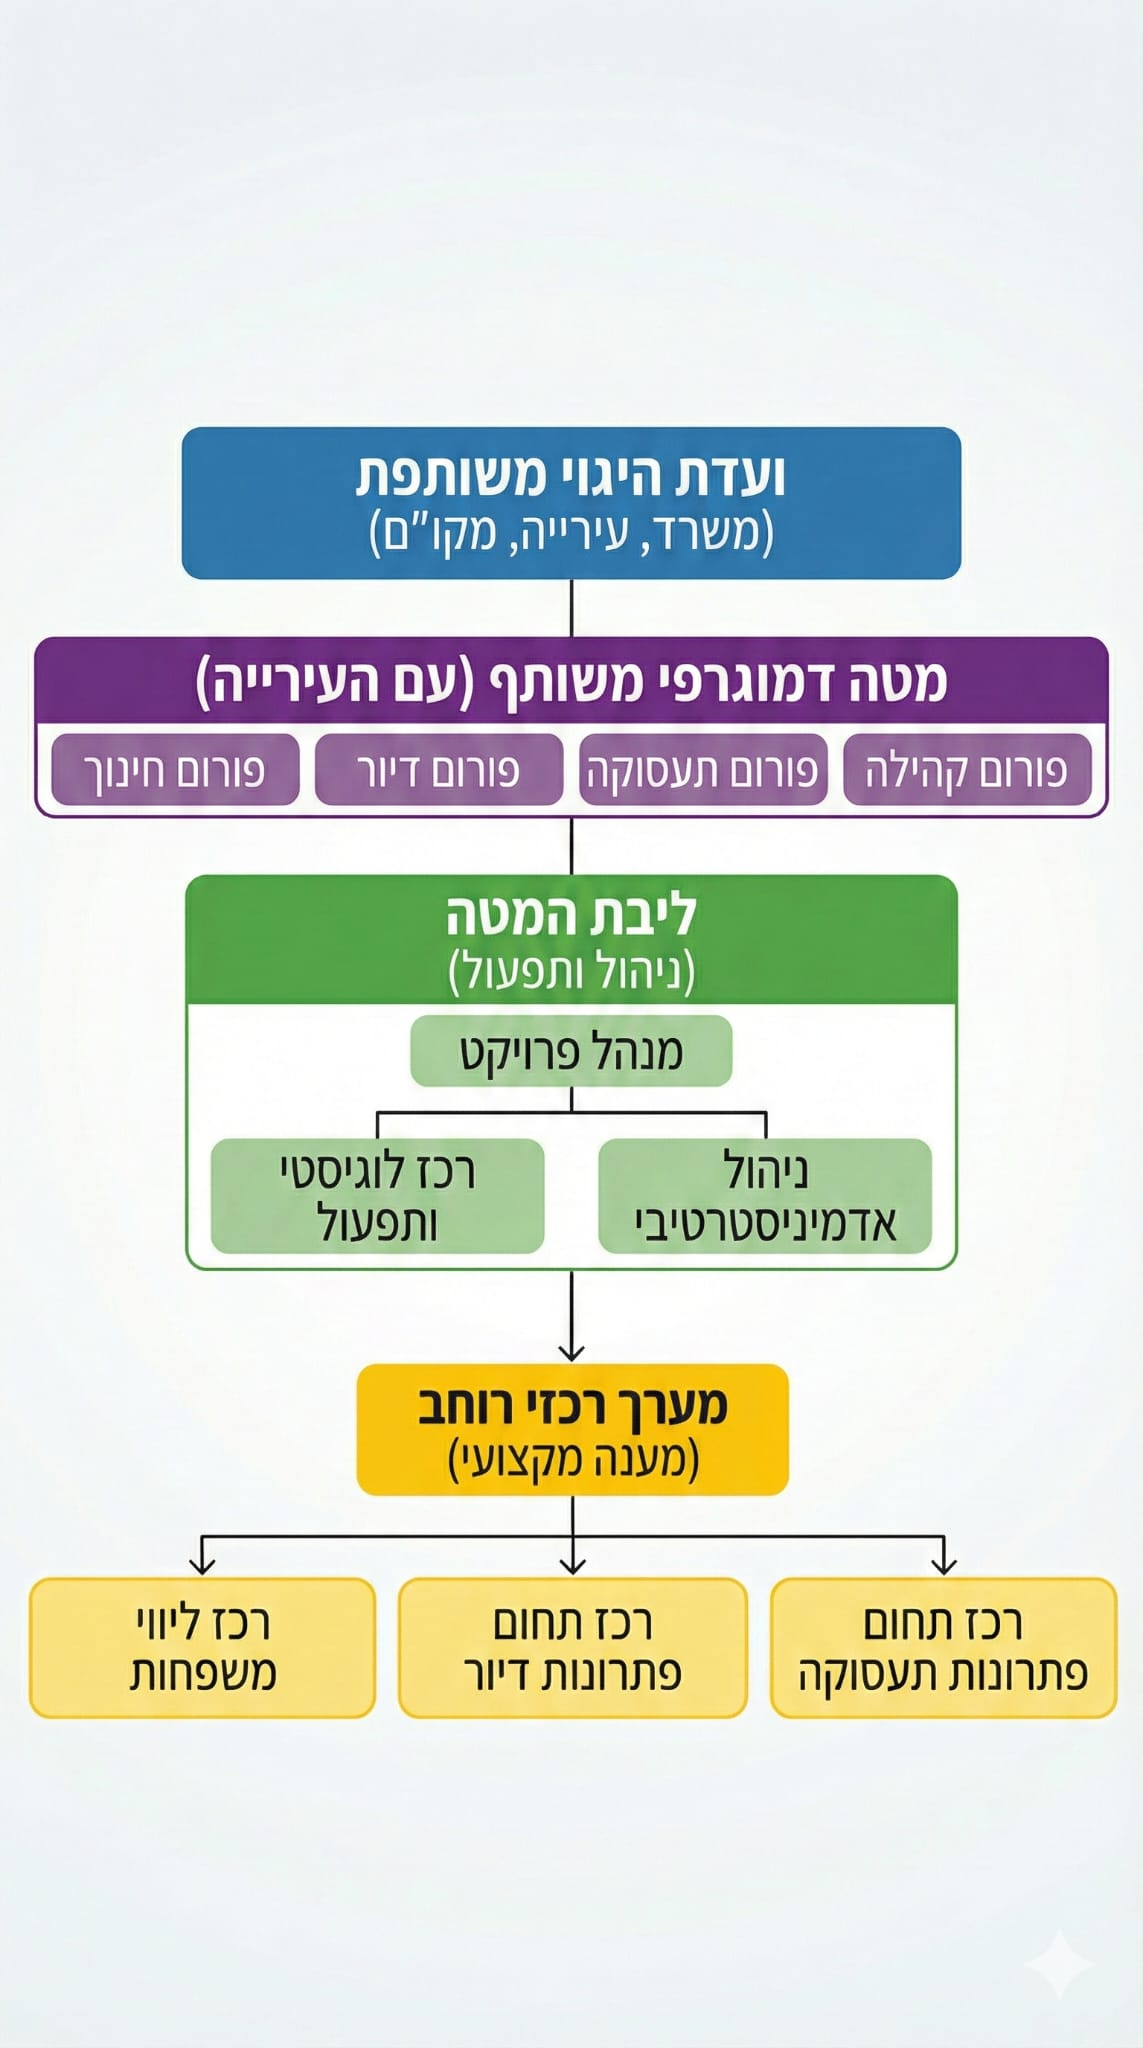 ועדת היגוי משותפת
(משרד, עירייה, מקו"ם)
מטה דמוגרפי משותף (עם העירייה)
פורום קהילה
פורום תעסוקה
פורום דיור
פורום חינוך
ליבת המטה
(ניהול ותפעול)
מנהל פרויקט
ניהול
אדמיניסטרטיבי
רכז לוגיסטי
ותפעול
מערך רכזי רוחב
(מענה מקצועי)
רכז תחום
פתרונות תעסוקה
רכז תחום
פתרונות דיור
רכז ליווי
משפחות